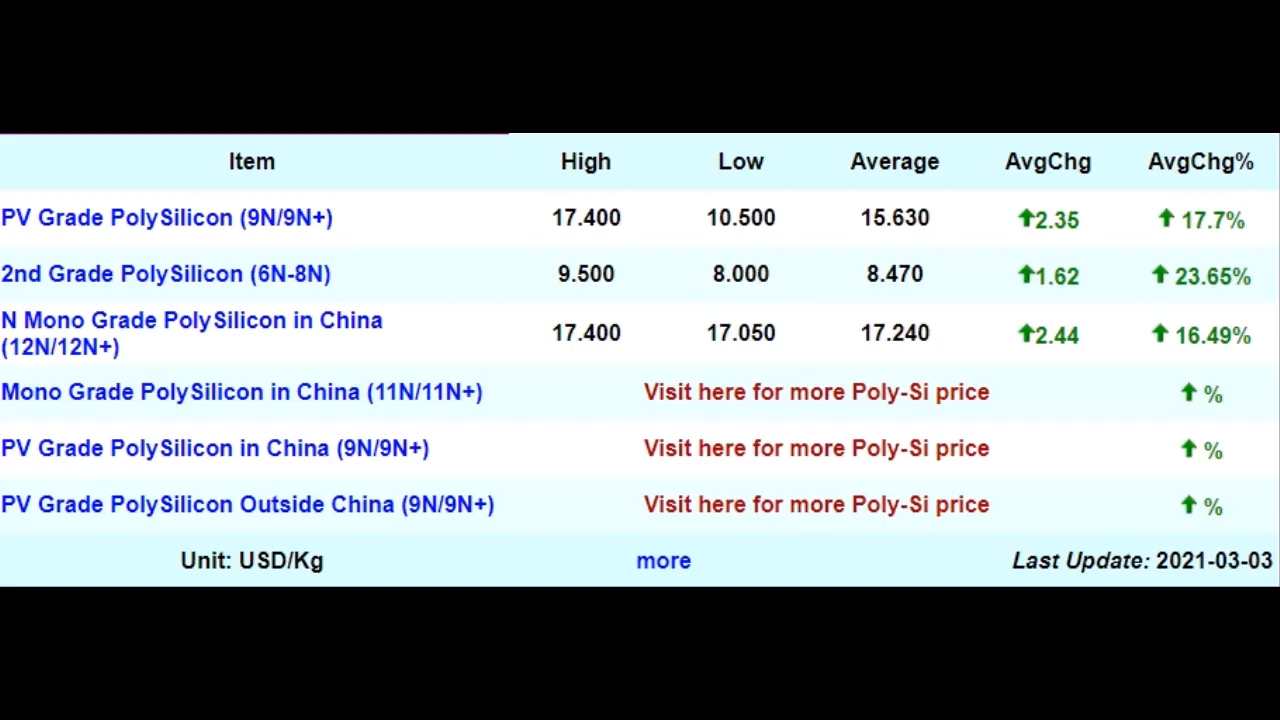 Item High Low Average AvgChg AvgChg%
PV Grade PolySilicon (9N/9N+) 17.400 10.500 15.630 2.35 17.7%
2nd Grade PolySilicon (6N-8N) 9.500 8.000 8.470 1.62 23.65%
N Mono Grade PolySilicon in China
(12N/12N+) 17.400 17.050 17.240 2.44 16.49%
Mono Grade PolySilicon in China (11N/11N+) Visit here for more Poly-Si price %
PV Grade PolySilicon in China (9N/9N+) Visit here for more Poly-Si price %
PV Grade PolySilicon Outside China (9N/9N+) Visit here for more Poly-Si price %
Unit: USD/Kg more Last Update: 2021-03-03